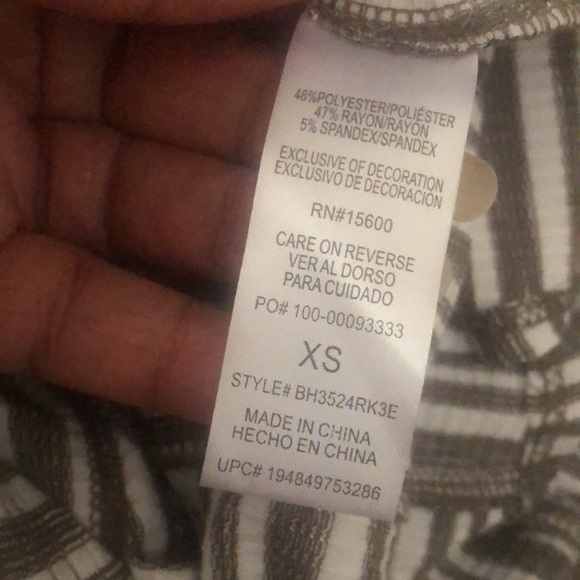 48%POLYESTER/POLIÉSTER
47% RAYON/RAYÓN
5% SPANDEX/SPANDEX
EXCLUSIVE OF DECORATION
EXCLUSIVO DE DECORACIÓN
RN#15600
CARE ON REVERSE
VER AL DORSO
PARA CUIDADO
PO# 100-00093333
XS
STYLE# BH3524RK3E
MADE IN CHINA
HECHO EN CHINA
UPC# 194849753286